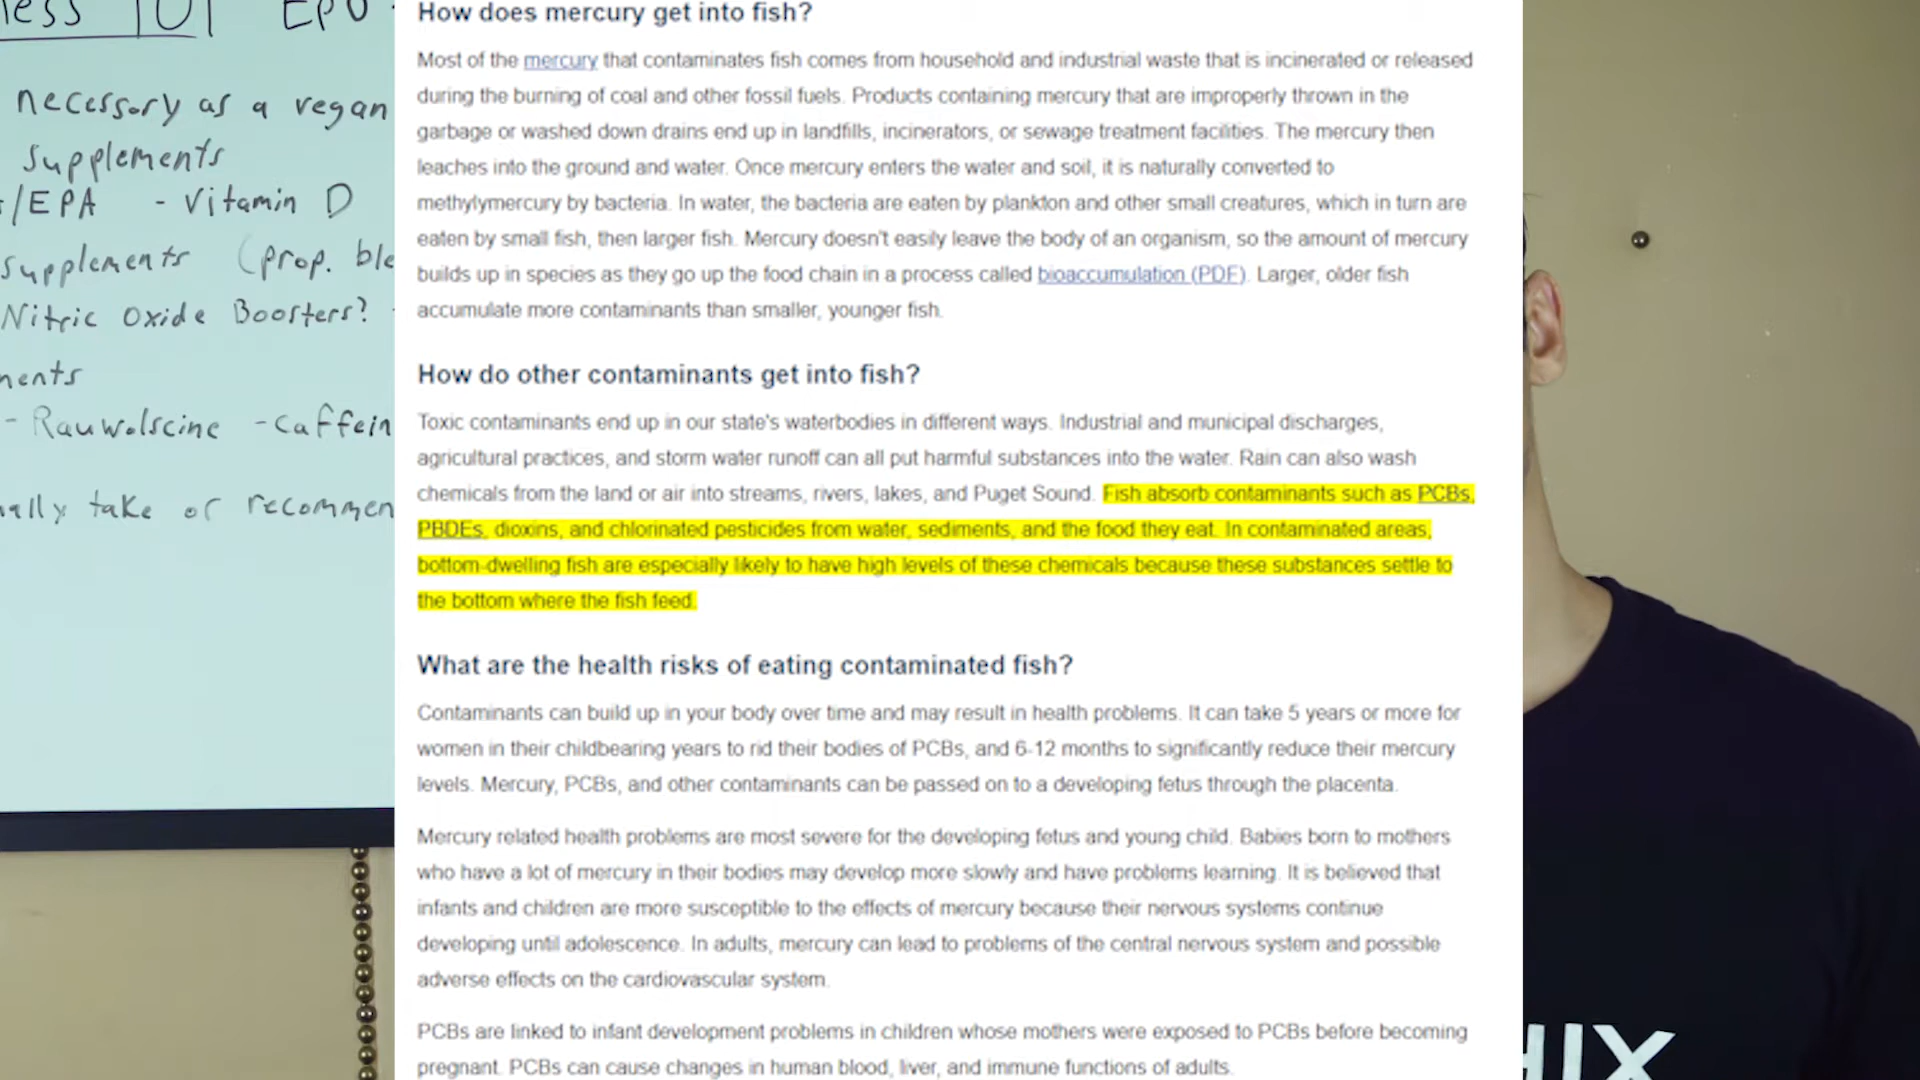 ness 101 EPO
necessary as a vegan
supplements
/EPA - Vitamin D
supplements (prop. ble
Nitric Oxide Boosters?
ments
- Rauwolscine - Caffein
nally take or recommen
How does mercury get into fish?
Most of the mercury that contaminates fish comes from household and industrial waste that is incinerated or released
during the burning of coal and other fossil fuels. Products containing mercury that are improperly thrown in the
garbage or washed down drains end up in landfills, incinerators, or sewage treatment facilities. The mercury then
leaches into the ground and water. Once mercury enters the water and soil, it is naturally converted to
methylymercury by bacteria. In water, the bacteria are eaten by plankton and other small creatures, which in turn are
eaten by small fish, then larger fish. Mercury doesn't easily leave the body of an organism, so the amount of mercury
builds up in species as they go up the food chain in a process called bioaccumulation (PDF). Larger, older fish
accumulate more contaminants than smaller, younger fish.
How do other contaminants get into fish?
Toxic contaminants end up in our state's waterbodies in different ways. Industrial and municipal discharges,
agricultural practices, and storm water runoff can all put harmful substances into the water. Rain can also wash
chemicals from the land or air into streams, rivers, lakes, and Puget Sound. Fish absorb contaminants such as PCBs,
PBDEs, dioxins, and chlorinated pesticides from water, sediments, and the food they eat. In contaminated areas,
bottom-dwelling fish are especially likely to have high levels of these chemicals because these substances settle to
the bottom where the fish feed.
What are the health risks of eating contaminated fish?
Contaminants can build up in your body over time and may result in health problems. It can take 5 years or more for
women in their childbearing years to rid their bodies of PCBs, and 6-12 months to significantly reduce their mercury
levels. Mercury, PCBs, and other contaminants can be passed on to a developing fetus through the placenta.
Mercury related health problems are most severe for the developing fetus and young child. Babies born to mothers
who have a lot of mercury in their bodies may develop more slowly and have problems learning. It is believed that
infants and children are more susceptible to the effects of mercury because their nervous systems continue
developing until adolescence. In adults, mercury can lead to problems of the central nervous system and possible
adverse effects on the cardiovascular system.
PCBs are linked to infant development problems in children whose mothers were exposed to PCBs before becoming
pregnant. PCBs can cause changes in human blood, liver, and immune functions of adults.
HIX